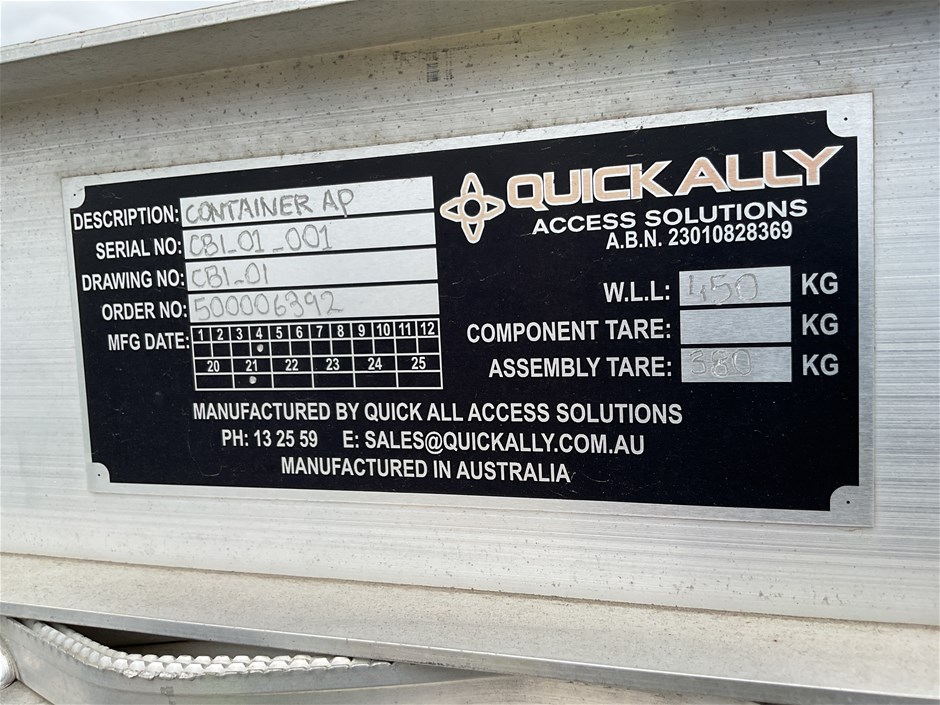 QUICK ALLY
ACCESS SOLUTIONS
A.B.N. 23010828369
DESCRIPTION: CONTAINER AP
SERIAL NO: CB1_01_001
DRAWING NO: CB1_01
ORDER NO: 500006392
MFG DATE: 1 2 3 4 5 6 7 8 9 10 11 12
20 21 22 23 24 25
W.L.L: 450 KG
COMPONENT TARE: KG
ASSEMBLY TARE: 380 KG
MANUFACTURED BY QUICK ALL ACCESS SOLUTIONS
PH: 13 25 59 E: SALES@QUICKALLY.COM.AU
MANUFACTURED IN AUSTRALIA